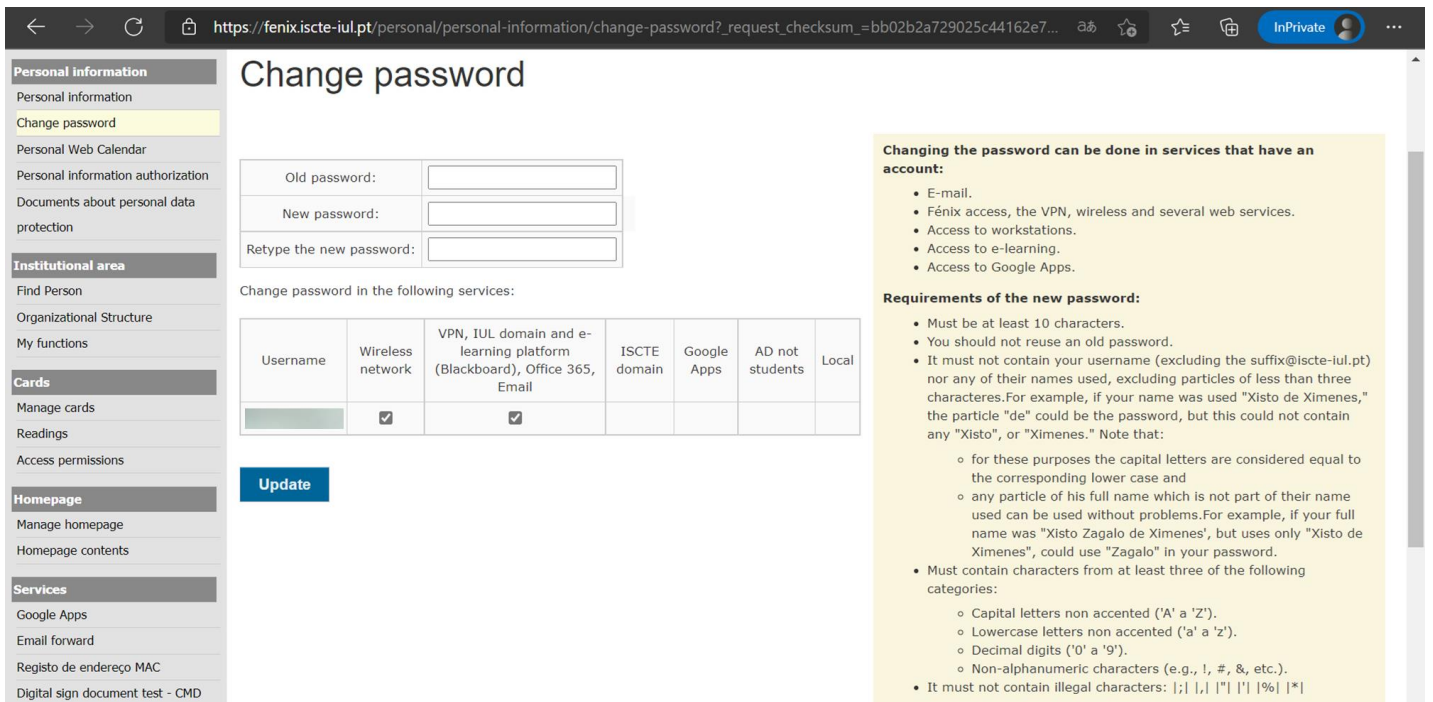 https://fenix.iscte-iul.pt/personal/personal-information/change-password?_request_checksum_=bb02b2a729025c44162e7...
aあ
InPrivate
Personal information
Personal information
Change password
Personal Web Calendar
Personal information authorization
Documents about personal data
protection
Institutional area
Find Person
Organizational Structure
My functions
Cards
Manage cards
Readings
Access permissions
Homepage
Manage homepage
Homepage contents
Services
Google Apps
Email forward
Registo de endereço MAC
Digital sign document test - CMD
Change password
Old password:
New password:
Retype the new password:
Change password in the following services:
Username
Wireless
network
VPN, IUL domain and e-
learning platform
(Blackboard), Office 365,
Email
ISCTE
domain
Google
Apps
AD not
students
Local
Update
Changing the password can be done in services that have an
account:
• E-mail.
• Fénix access, the VPN, wireless and several web services.
• Access to workstations.
• Access to e-learning.
• Access to Google Apps.
Requirements of the new password:
• Must be at least 10 characters.
• You should not reuse an old password.
• It must not contain your username (excluding the suffix@iscte-iul.pt)
nor any of their names used, excluding particles of less than three
characteres.For example, if your name was used "Xisto de Ximenes,"
the particle "de" could be the password, but this could not contain
any "Xisto", or "Ximenes." Note that:
◦ for these purposes the capital letters are considered equal to
the corresponding lower case and
◦ any particle of his full name which is not part of their name
used can be used without problems.For example, if your full
name was "Xisto Zagalo de Ximenes', but uses only "Xisto de
Ximenes", could use "Zagalo" in your password.
• Must contain characters from at least three of the following
categories:
◦ Capital letters non accented ('A' a 'Z').
◦ Lowercase letters non accented ('a' a 'z').
◦ Decimal digits ('0' a '9').
◦ Non-alphanumeric characters (e.g., !, #, &, etc.).
• It must not contain illegal characters: |;| |,| |"| |'| |%| |*|